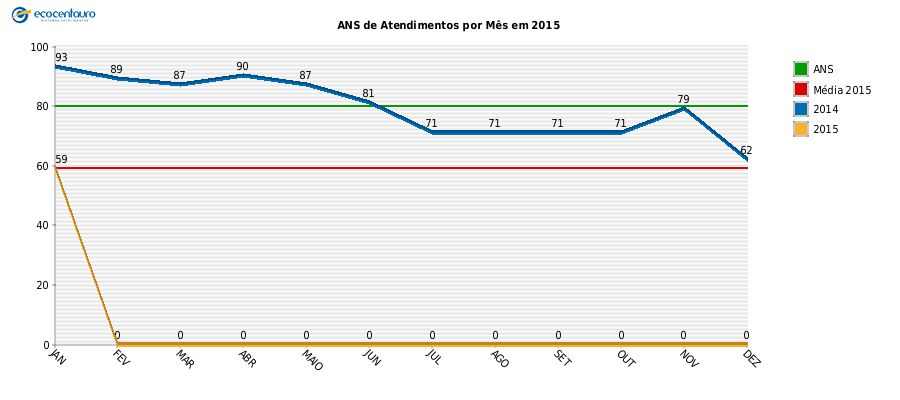 ecocentauro
ANS de Atendimentos por Mês em 2015
100
80
60
40
20
0
93
89
87
90
87
81
71
71
71
71
79
62
59
0
0
0
0
0
0
0
0
0
0
0
JAN
FEV
MAR
ABR
MAIO
JUN
JUL
AGO
SET
OUT
NOV
DEZ
ANS
Média 2015
2014
2015